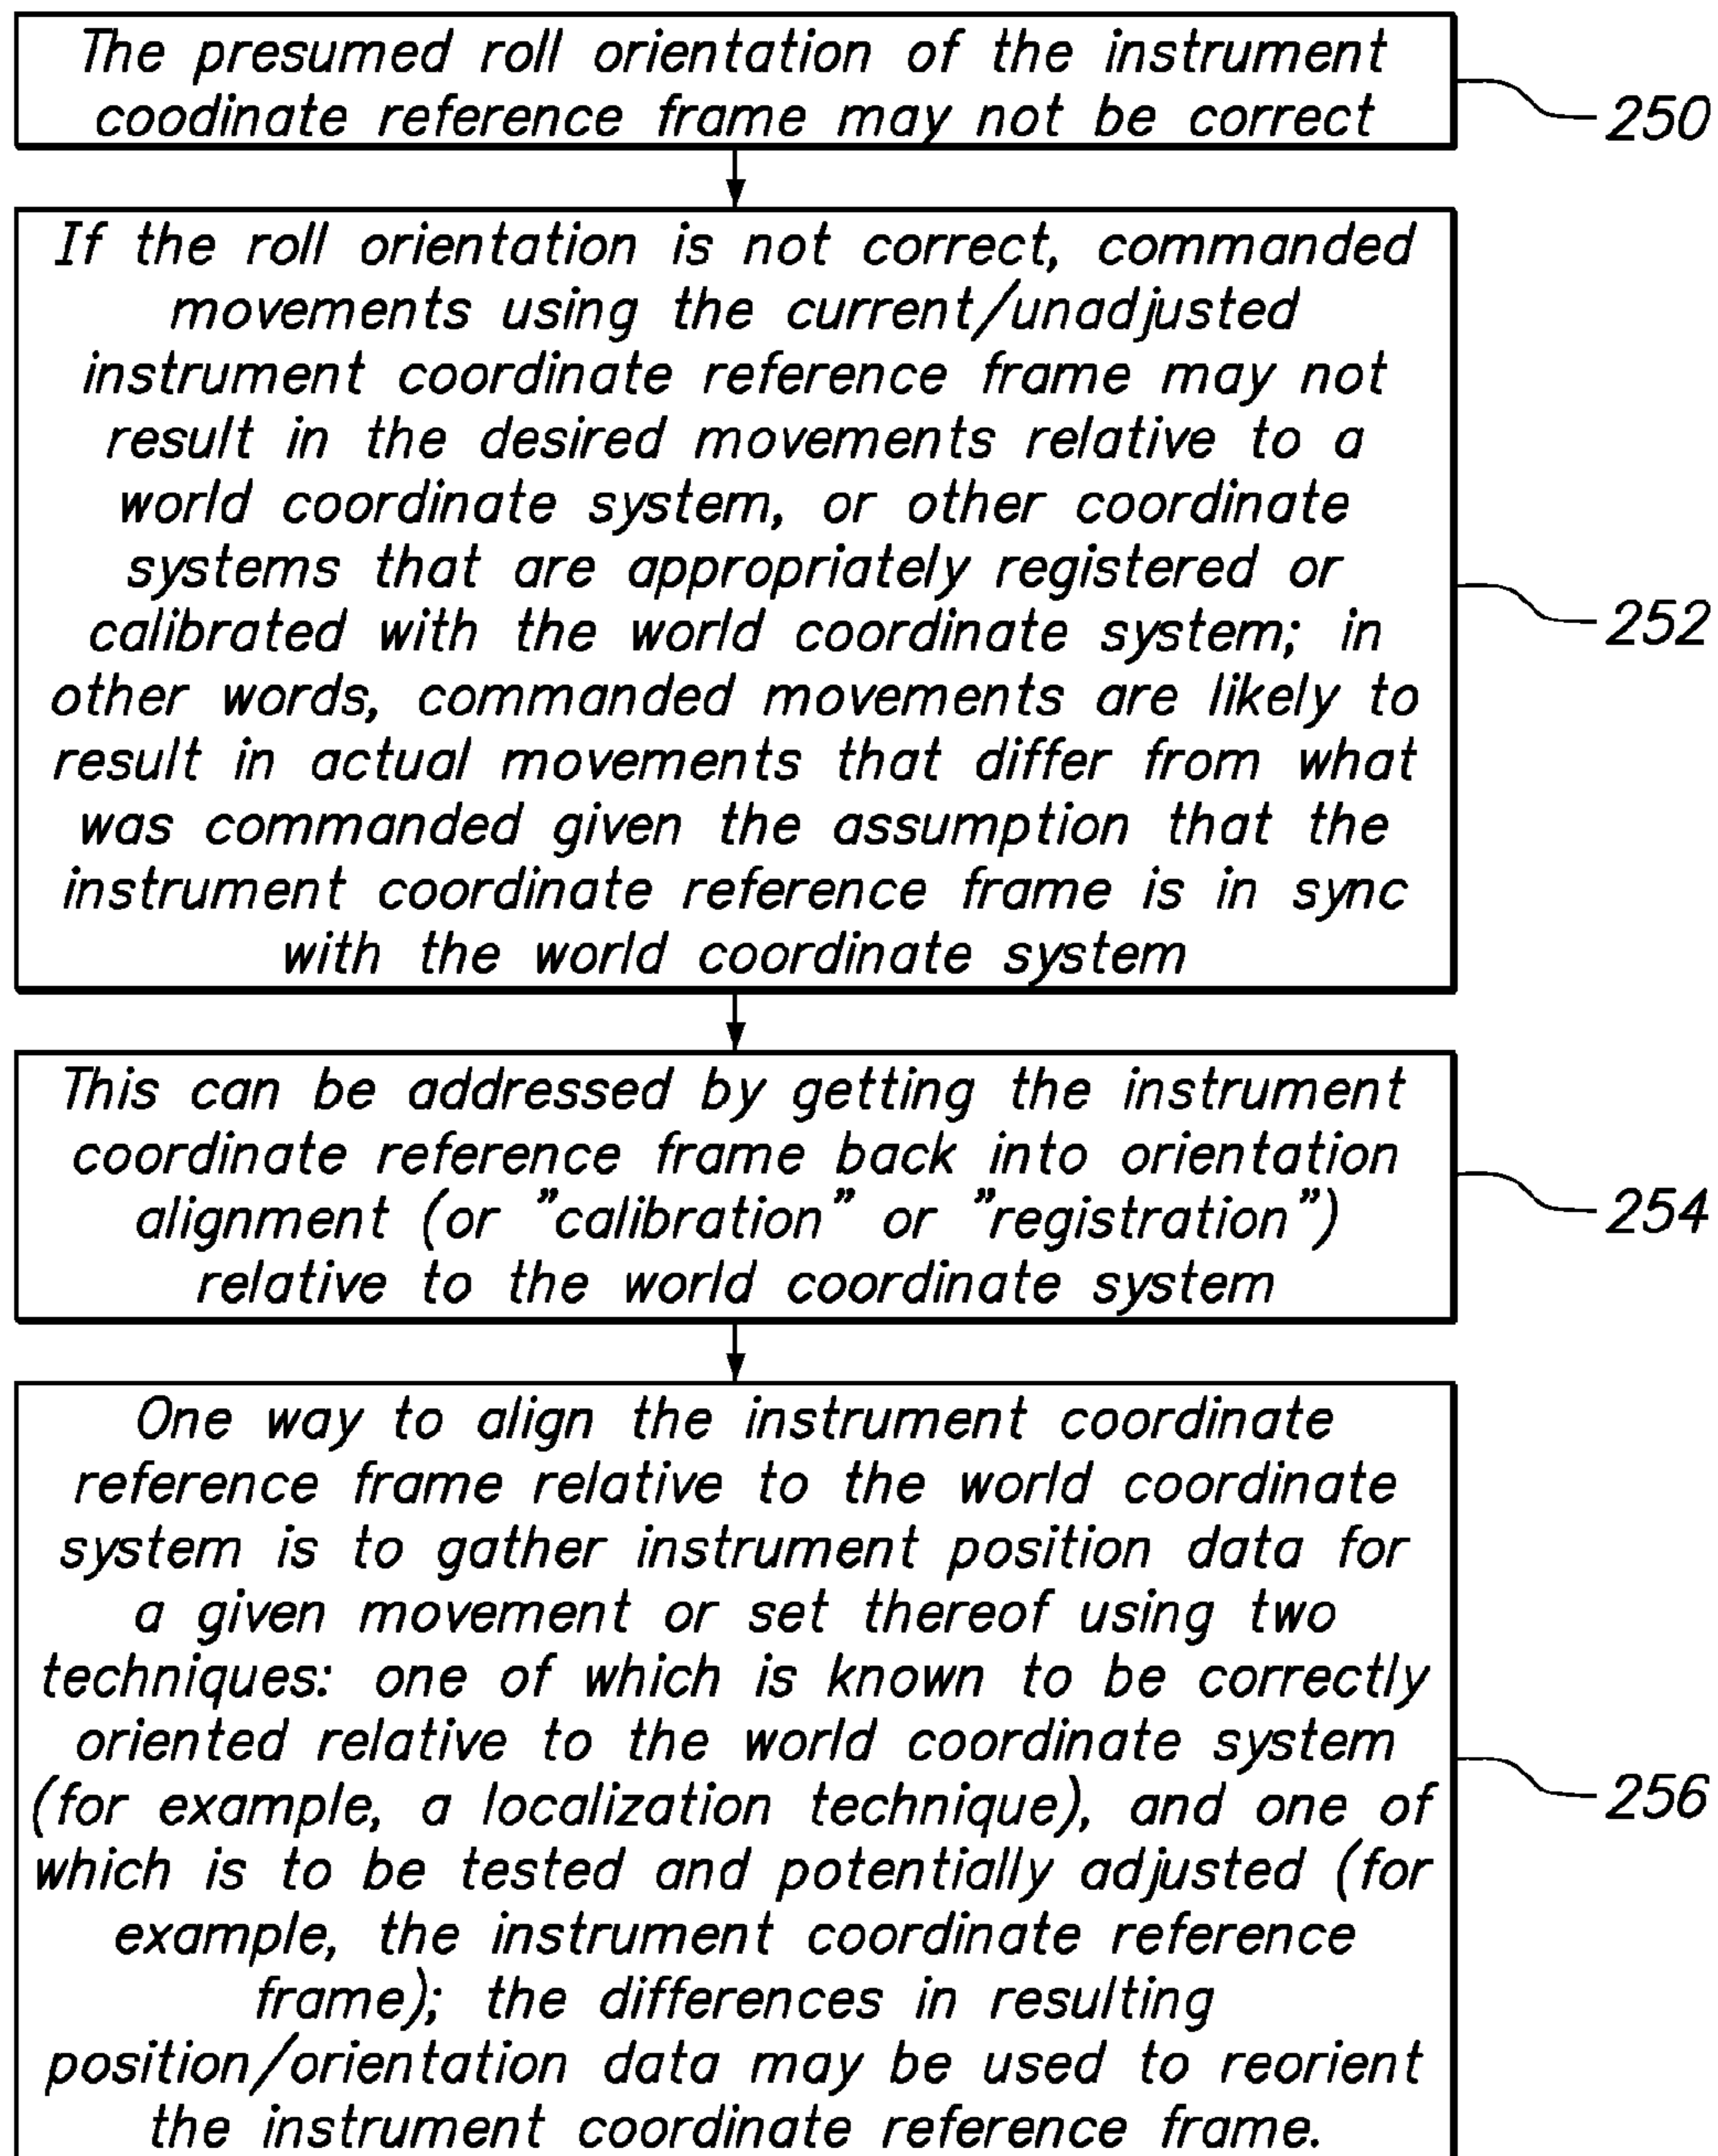 The presumed roll orientation of the instrument
coodinate reference frame may not be correct
250
If the roll orientation is not correct, commanded
movements using the current/unadjusted
instrument coordinate reference frame may not
result in the desired movements relative to a
world coordinate system, or other coordinate
systems that are appropriately registered or
calibrated with the world coordinate system; in
other words, commanded movements are likely to
result in actual movements that differ from what
was commanded given the assumption that the
instrument coordinate reference frame is in sync
with the world coordinate system
252
This can be addressed by getting the instrument
coordinate reference frame back into orientation
alignment (or ”calibration” or ”registration”)
relative to the world coordinate system
254
One way to align the instrument coordinate
reference frame relative to the world coordinate
system is to gather instrument position data for
a given movement or set thereof using two
techniques: one of which is known to be correctly
oriented relative to the world coordinate system
(for example, a localization technique), and one of
which is to be tested and potentially adjusted (for
example, the instrument coordinate reference
frame); the differences in resulting
position/orientation data may be used to reorient
the instrument coordinate reference frame.
256